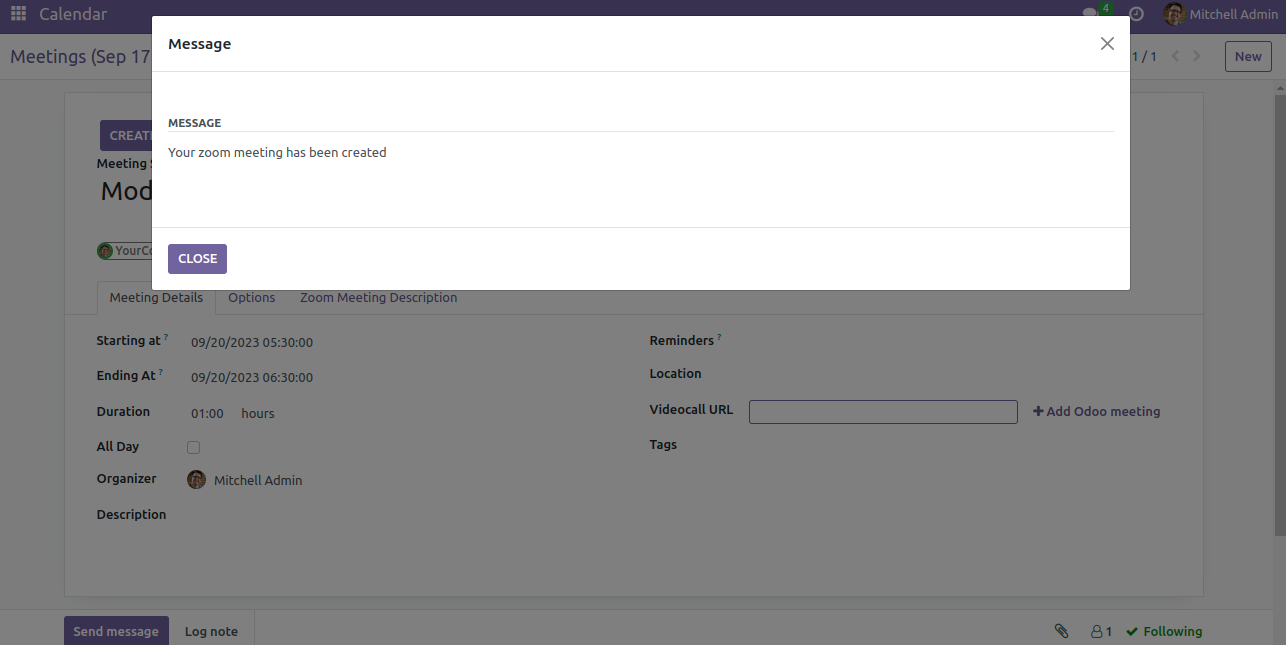 Calendar
4
Mitchell Admin
Meetings (Sep 17
1 / 1
New
Message
MESSAGE
Your zoom meeting has been created
CLOSE
Meeting
Mod
Meeting Details
Options
Zoom Meeting Description
Starting at ?
09/20/2023 05:30:00
Ending At ?
09/20/2023 06:30:00
Duration
01:00 hours
All Day
Organizer
Mitchell Admin
Description
Reminders ?
Location
Videocall URL
Add Odoo meeting
Tags
Send message
Log note
1
Following